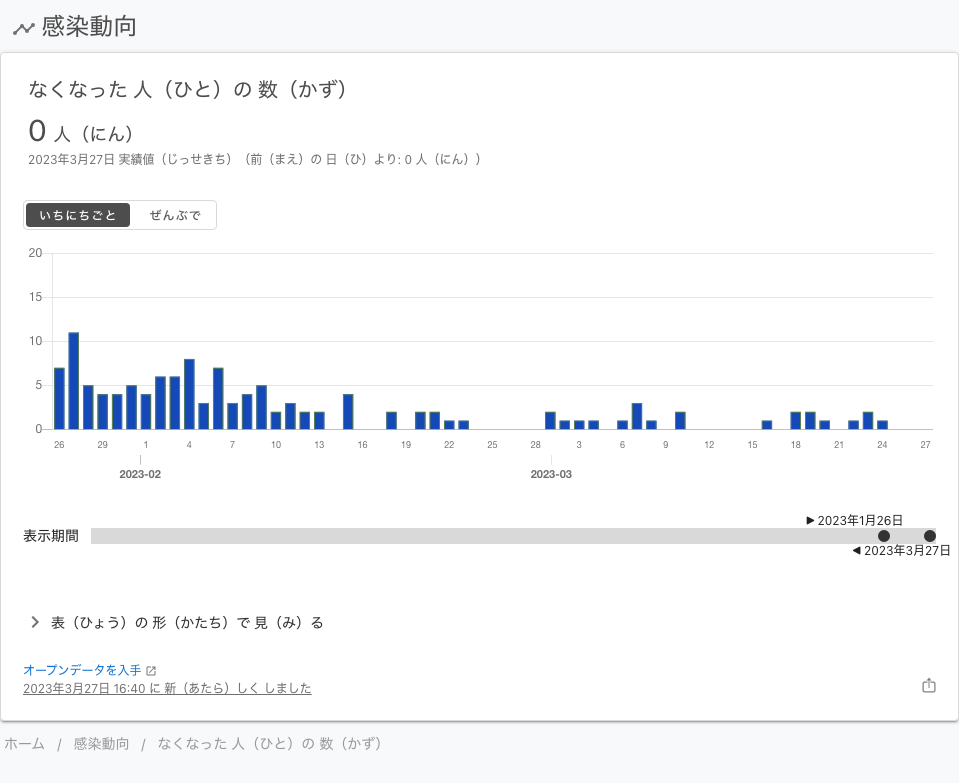 感染動向
なくなった 人（ひと）の 数（かず）
0 人（にん）
2023年3月27日 実績値（じっせきち）（前（まえ）の 日（ひ）より: 0 人（にん））
いちにちごと ぜんぶで
20
15
10
5
0
26 29 1 4 7 10 13 16 19 22 25 28 3 6 9 12 15 18 21 24 27
2023-02 2023-03
2023年1月26日
表示期間
2023年3月27日
表（ひょう）の 形（かたち）で 見（み）る
オープンデータを入手
2023年3月27日 16:40 に 新（あたら）しく しました
ホーム / 感染動向 / なくなった 人（ひと）の 数（かず）